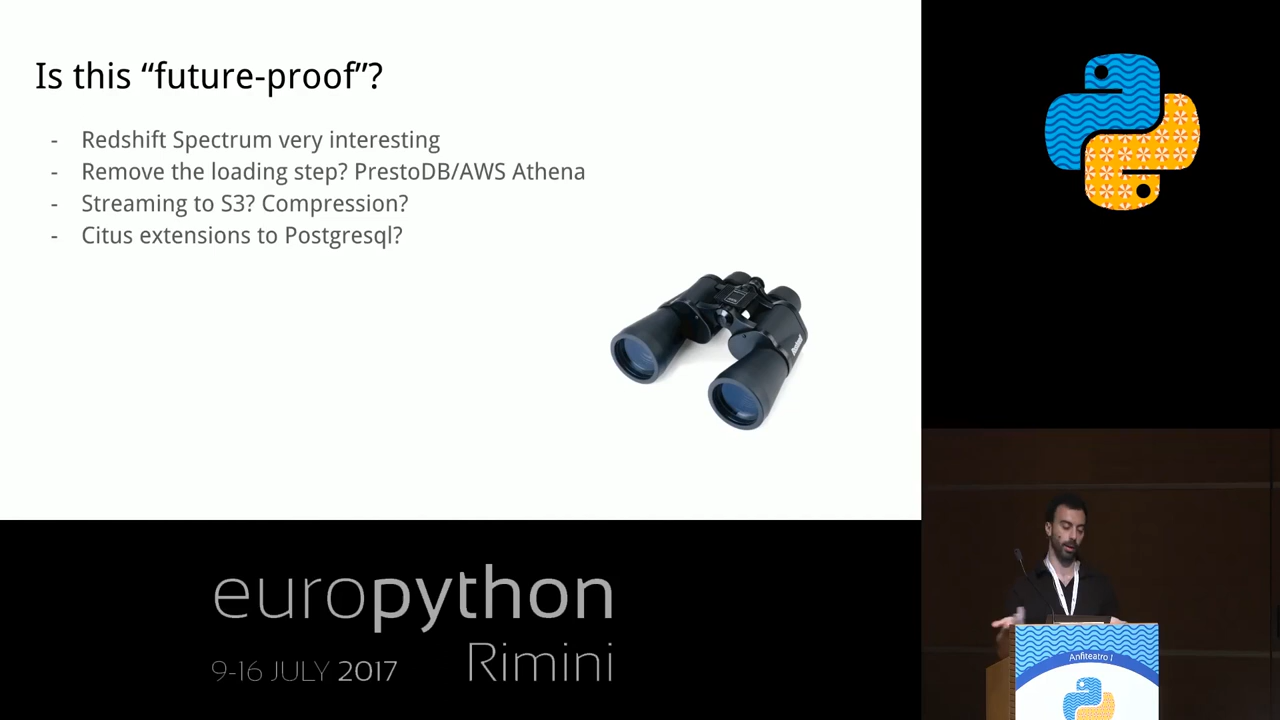 Is this “future-proof”?
- Redshift Spectrum very interesting
- Remove the loading step? PrestoDB/AWS Athena
- Streaming to S3? Compression?
- Citus extensions to Postgresql?
europython
9-16 JULY 2017 Rimini
Anfiteatro 1